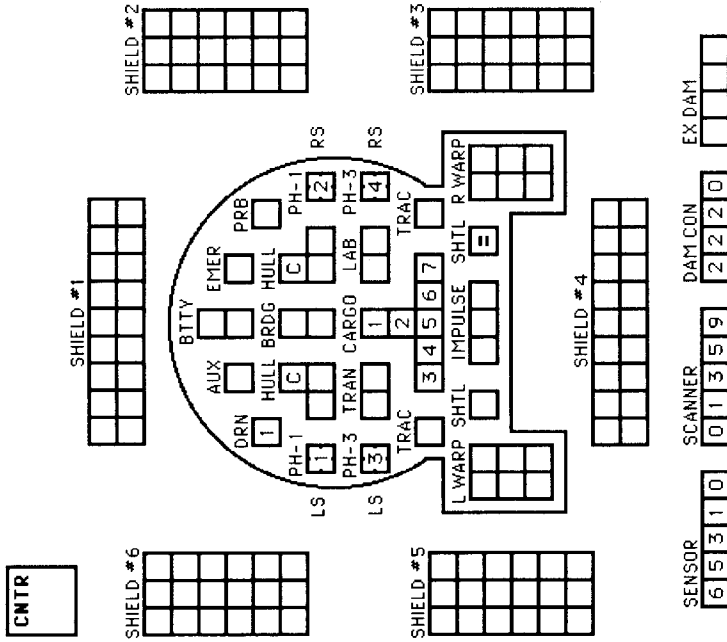 CNTR
SHIELD #1
SHIELD #2
SHIELD #6
BTTY
AUX
EMER
DRN
PRB
1
HULL
BRDG
HULL
C
C
PH-1
PH-1
LS
1
2
RS
PH-3
TRAN
CARGO
LAB
PH-3
LS
3
1
4
RS
2
TRAC
3 4 5 6 7
TRAC
L WARP
SHTL
IMPULSE
SHTL
R WARP
=
SHIELD #5
SHIELD #4
SHIELD #3
SENSOR
6 5 3 1 0
SCANNER
0 1 3 5 9
DAM CON
2 2 2 0
EX DAM